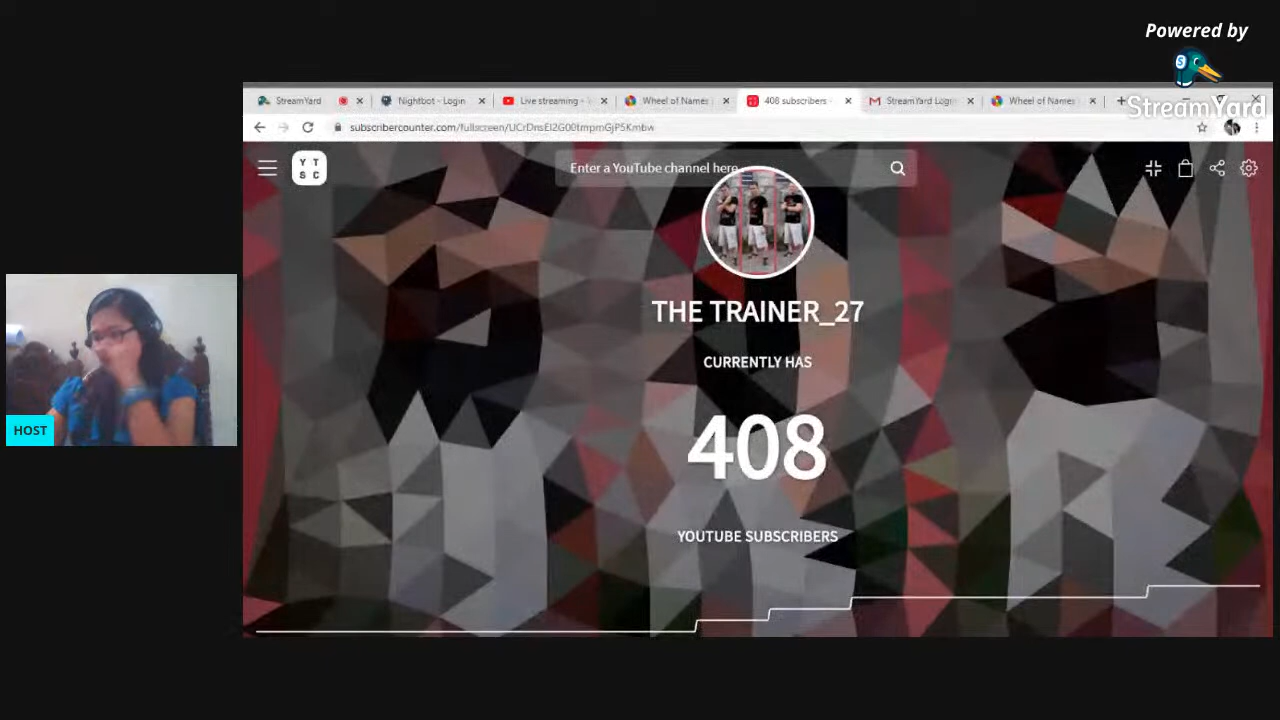 Powered by
StreamYard
StreamYard
Nightbot - Login
Live streaming -
Wheel of Names
408 subscribers -
StreamYard Login
Wheel of Names
Y T
S C
Enter a YouTube channel here
THE TRAINER_27
CURRENTLY HAS
408
YOUTUBE SUBSCRIBERS
HOST